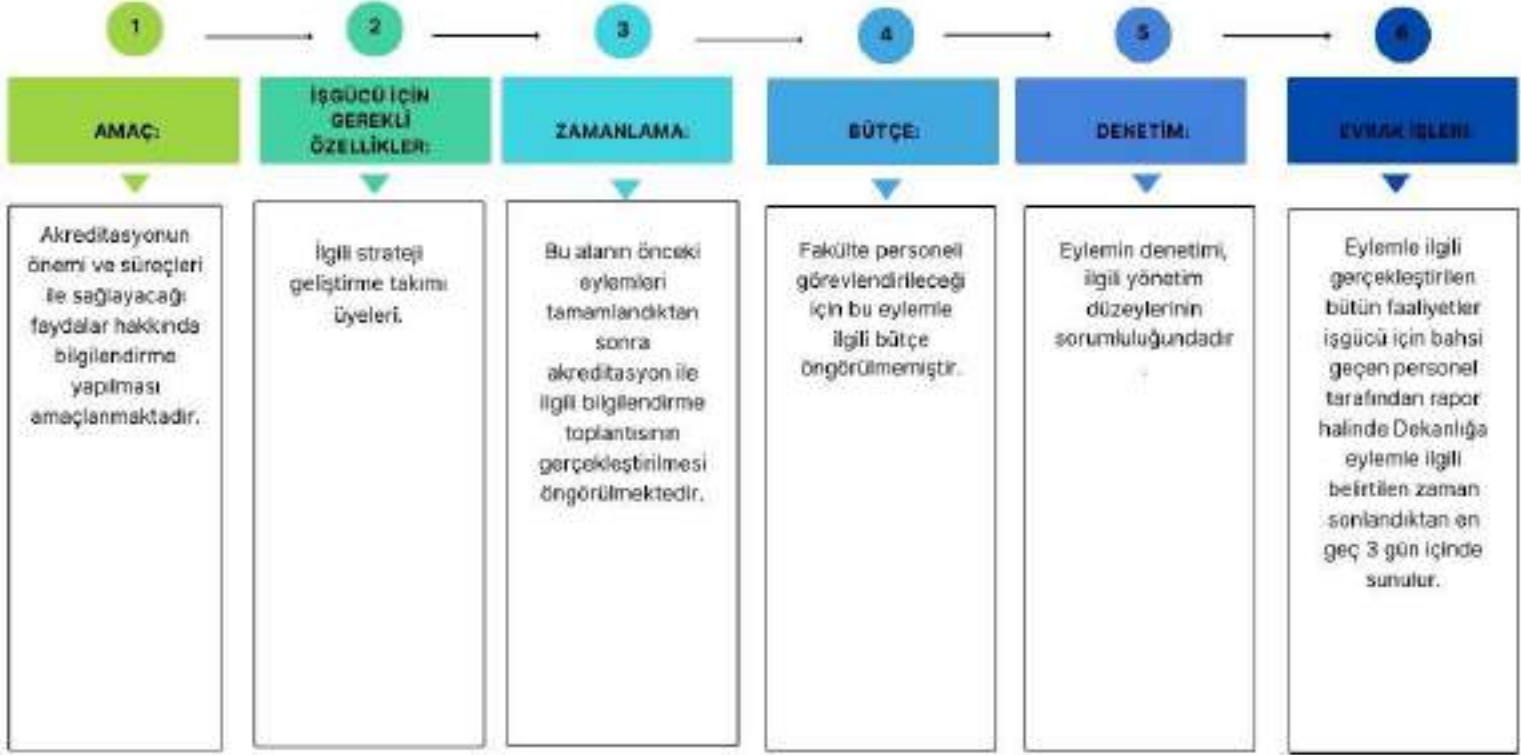 1
2
3
4
5
6
AMAÇ:
İŞGÜCÜ İÇİN
GEREKLİ
ÖZELLİKLER:
ZAMANLAMA:
BÜTÇE:
DENETİM:
EVRAK İŞLERİ:
Akreditasyonun
önemi ve süreçleri
ile sağlayacağı
faydalar hakkında
bilgilendirme
yapılması
amaçlanmaktadır.
İlgili strateji
geliştirme takımı
üyeleri.
Bu alanın önceki
eylemleri
tamamlandıktan
sonra
akreditasyon ile
ilgili bilgilendirme
toplantısının
gerçekleştirilmesi
öngörülmektedir.
Fakülte personeli
görevlendirileceği
için bu eylemle
ilgili bütçe
öngörülmemiştir.
Eylemin denetimi,
ilgili yönetim
düzeylerinin
sorumluluğundadır
.
Eylemle ilgili
gerçekleştirilen
bütün faaliyetler
işgücü için bahsi
geçen personel
tarafından rapor
halinde Dekanlığa
eylemle ilgili
belirtilen zaman
sonlandıktan en
geç 3 gün içinde
sunulur.